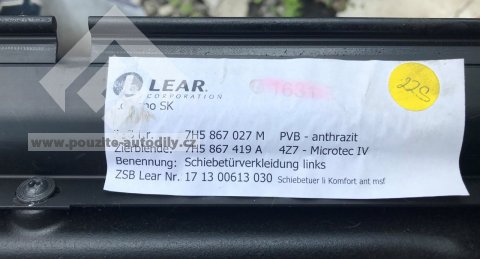 LEAR.
CORPORATION
SK
1631
22S
7H5 867 027 M PVB - anthrazit
www.pouzite-autodily.cz
Zierblende: 7H5 867 419 A 4Z7 - Microtec IV
Benennung: Schiebetürverkleidung links
ZSB Lear Nr. 17 13 00613 030 Schiebetuer li Komfort ant msf